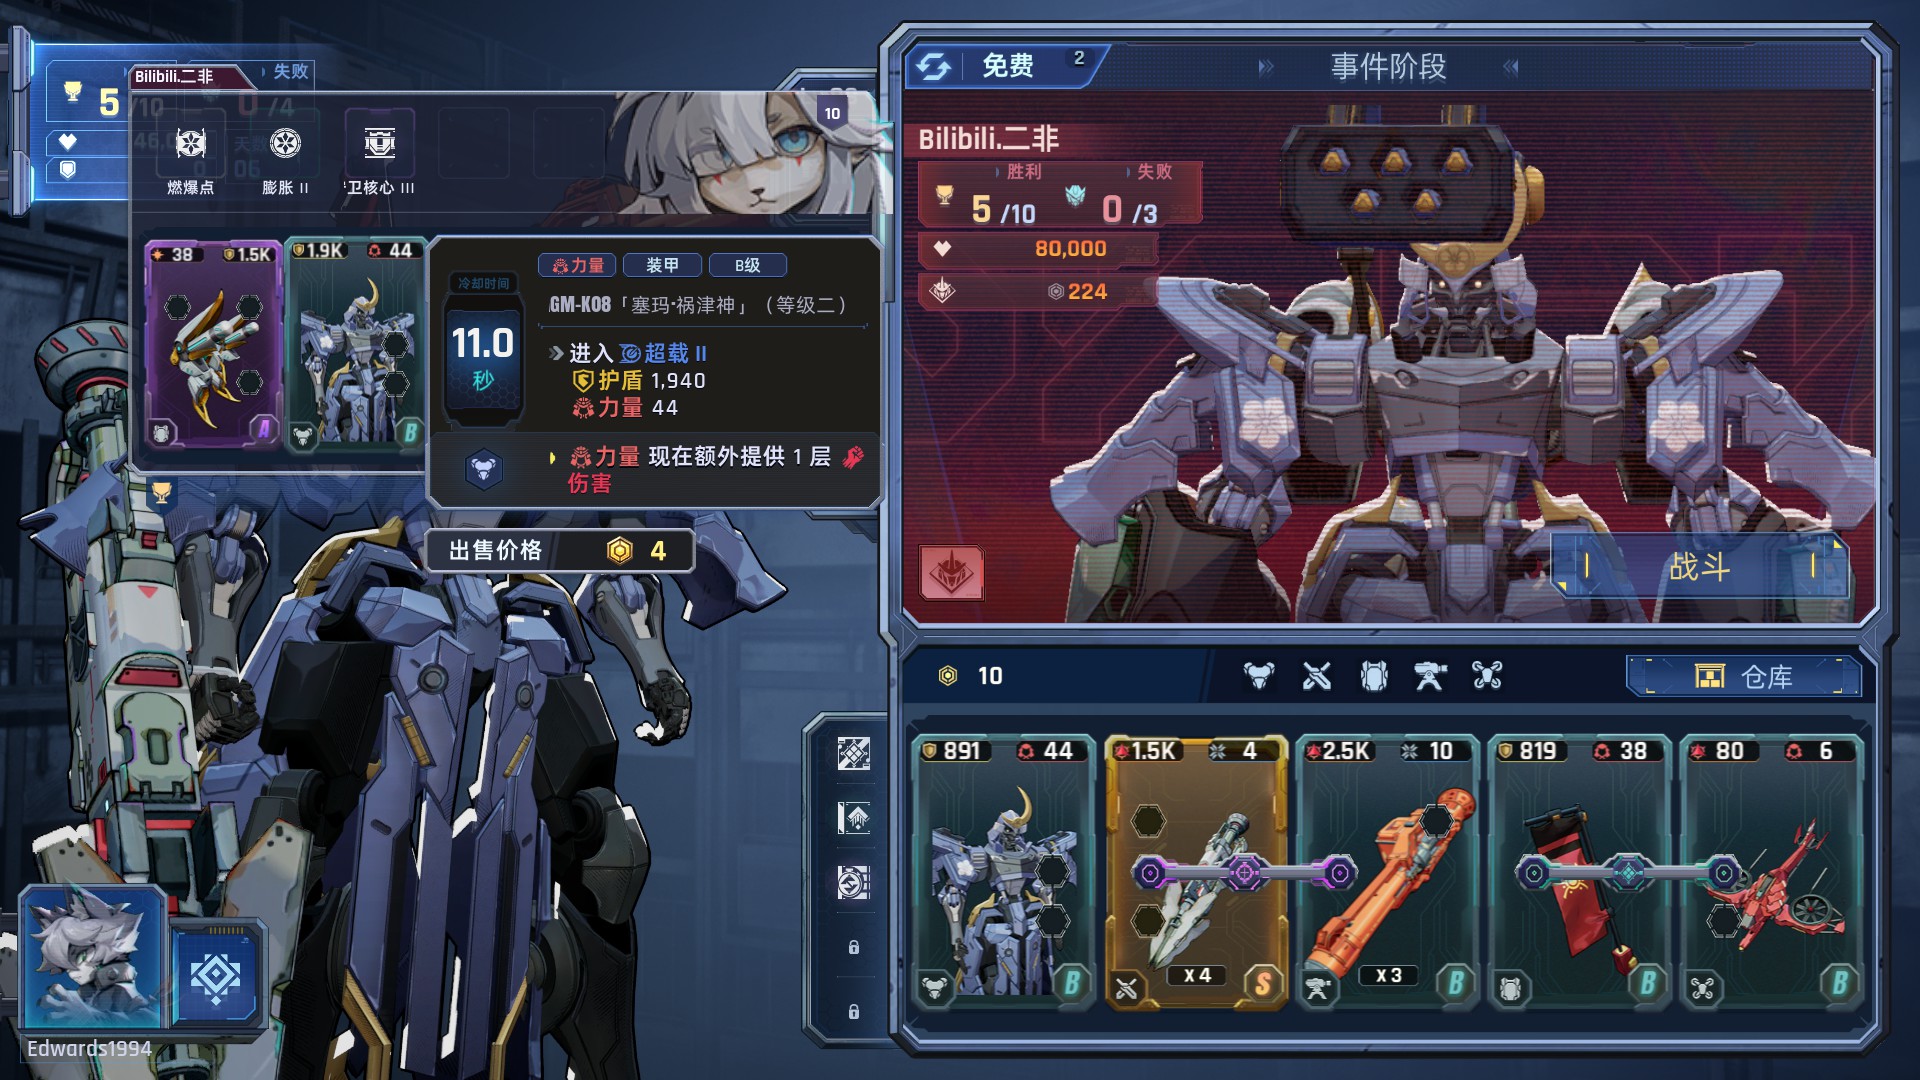 Bilibili.二非
失败
5 /10
0 /4
天数
06
10
燃爆点
膨胀 II
卫核心 III
38
1.5K
A
1.9K
44
B
力量
装甲
B级
冷却时间
11.0
秒
GM-K08「塞玛·祸津神」（等级二）
进入 超载 II
护盾 1,940
力量 44
力量 现在额外提供 1 层
伤害
出售价格
4
免费
2
事件阶段
Bilibili.二非
胜利
失败
5 /10
0 /3
80,000
224
战斗
10
仓库
891
44
B
1.5K
4
x 4
S
2.5K
10
x 3
B
819
38
B
80
6
B
Edwards1994